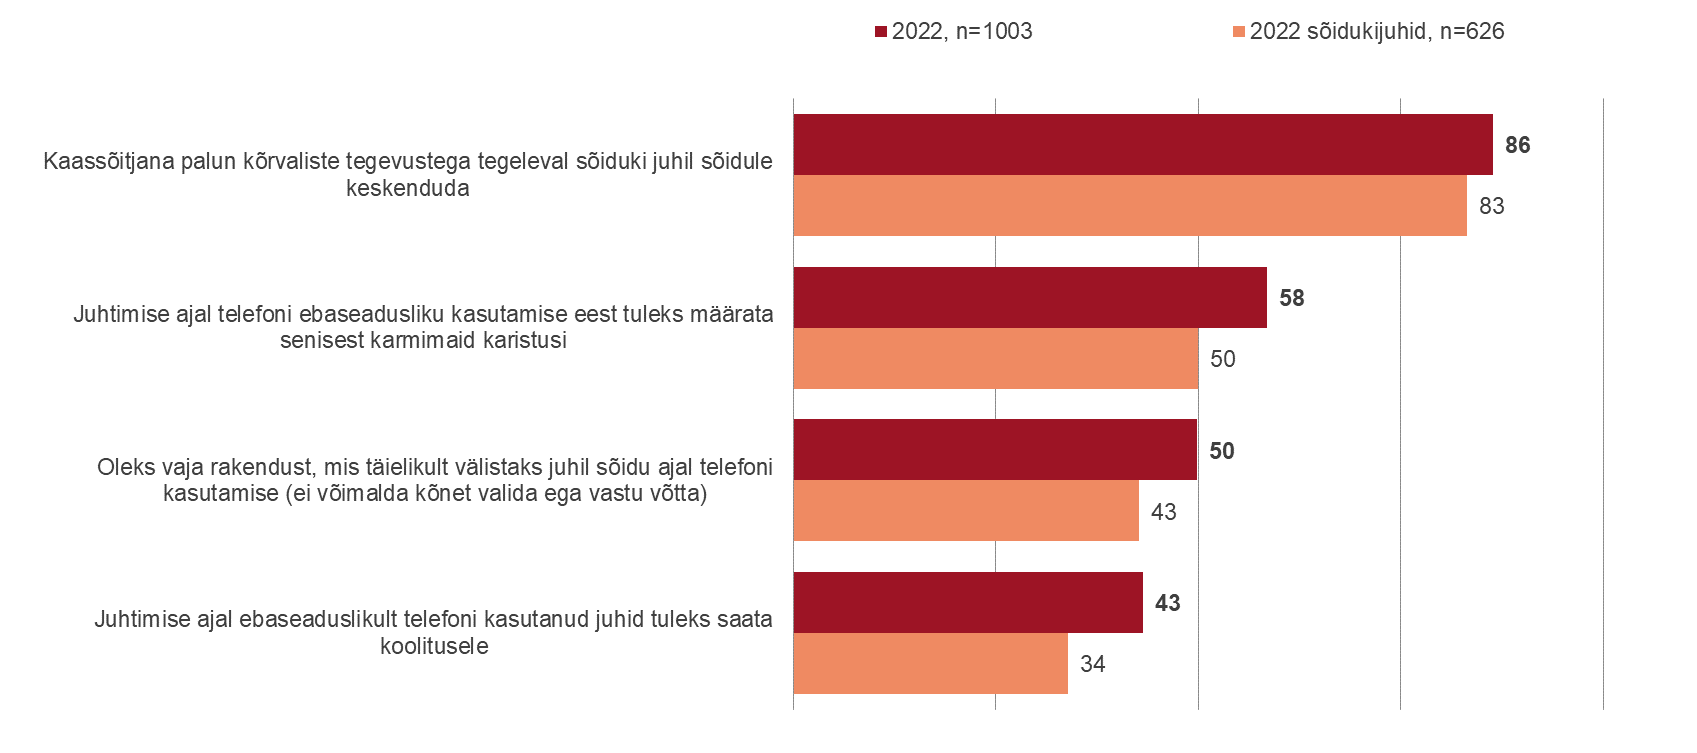 2022, n=1003
2022 sõidukijuhid, n=626
Kaassõitjana palun kõrvaliste tegevustega tegeleval sõiduki juhil sõidule
keskenduda
86
83
Juhtimise ajal telefoni ebaseadusliku kasutamise eest tuleks määrata
senisest karmimaid karistusi
58
50
Oleks vaja rakendust, mis täielikult välistaks juhil sõidu ajal telefoni
kasutamise (ei võimalda kõnet valida ega vastu võtta)
50
43
Juhtimise ajal ebaseaduslikult telefoni kasutanud juhid tuleks saata
koolitusele
43
34